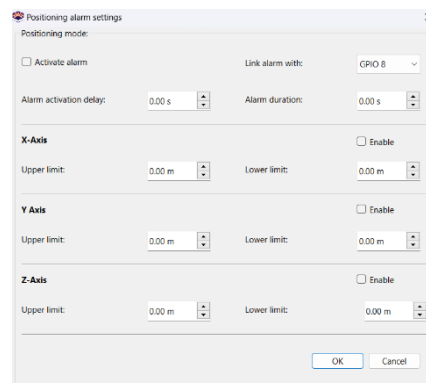 Positioning alarm settings
Positioning mode:
Activate alarm Link alarm with: GPIO 8
Alarm activation delay: 0.00 s Alarm duration: 0.00 s
X-Axis Enable
Upper limit: 0.00 m Lower limit: 0.00 m
Y Axis Enable
Upper limit: 0.00 m Lower limit: 0.00 m
Z-Axis Enable
Upper limit: 0.00 m Lower limit: 0.00 m
OK Cancel